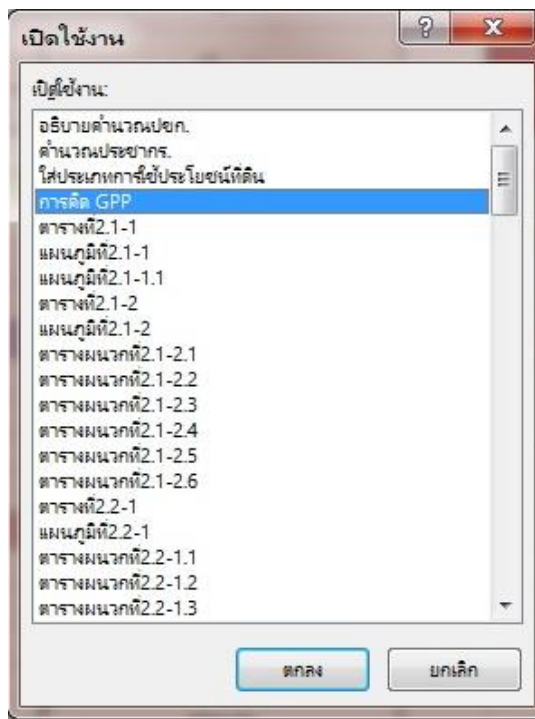 เปิดใช้งาน
เปิดใช้งาน:
อธิบายคำนวณปชก.
คำนวณประชากร.
ใส่ประเภทการใช้ประโยชน์ที่ดิน
การคิด GPP
ตารางที่2.1-1
แผนภูมิที่2.1-1
แผนภูมิที่2.1-1.1
ตารางที่2.1-2
แผนภูมิที่2.1-2
ตารางผนวกที่2.1-2.1
ตารางผนวกที่2.1-2.2
ตารางผนวกที่2.1-2.3
ตารางผนวกที่2.1-2.4
ตารางผนวกที่2.1-2.5
ตารางผนวกที่2.1-2.6
ตารางที่2.2-1
แผนภูมิที่2.2-1
ตารางผนวกที่2.2-1.1
ตารางผนวกที่2.2-1.2
ตารางผนวกที่2.2-1.3
ตกลง ยกเลิก